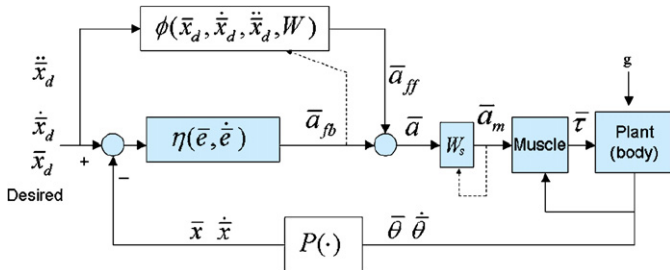 ϕ(x̄_d, ẋ̄_d, ẍ̄_d, W)
ẍ̄_d
ẋ̄_d
x̄_d
Desired
+
−
η(ē, ė̄)
ā_fb
ā_ff
ā
W_s
ā_m
Muscle
τ̄
g
Plant
(body)
x̄ ẋ̄
P(·)
θ̄ θ̄̇